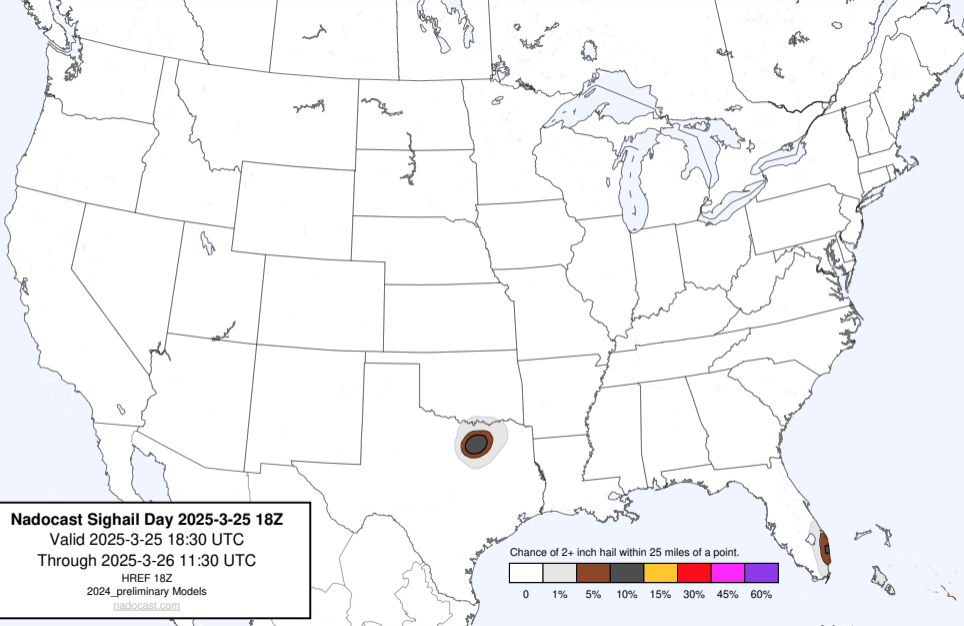 Nadocast Sighail Day 2025-3-25 18Z
Valid 2025-3-25 18:30 UTC
Through 2025-3-26 11:30 UTC
HREF 18Z
2024_preliminary Models
nadocast.com
Chance of 2+ inch hail within 25 miles of a point.
0 1% 5% 10% 15% 30% 45% 60%